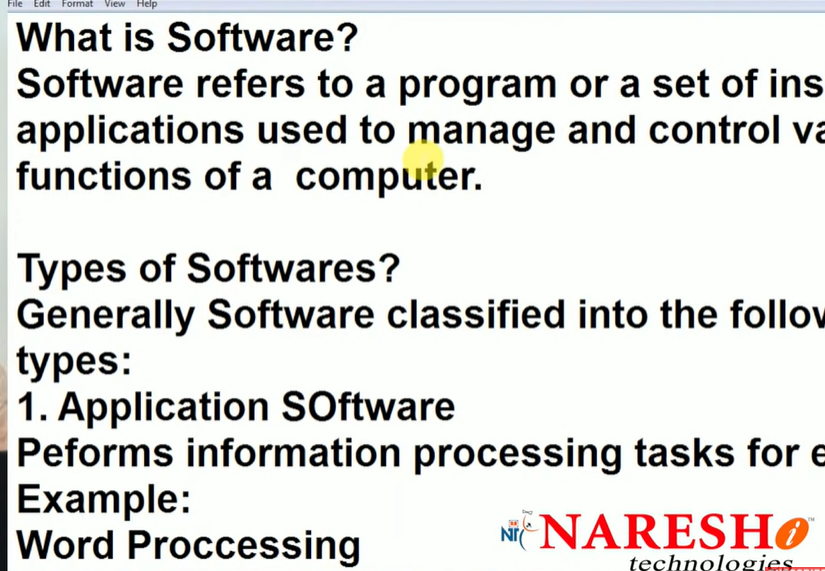 File Edit Format View Help
What is Software?
Software refers to a program or a set of ins
applications used to manage and control va
functions of a computer.
Types of Softwares?
Generally Software classified into the follov
types:
1. Application SOftware
Peforms information processing tasks for e
Example:
Word Proccessing
NARESH i
technologies